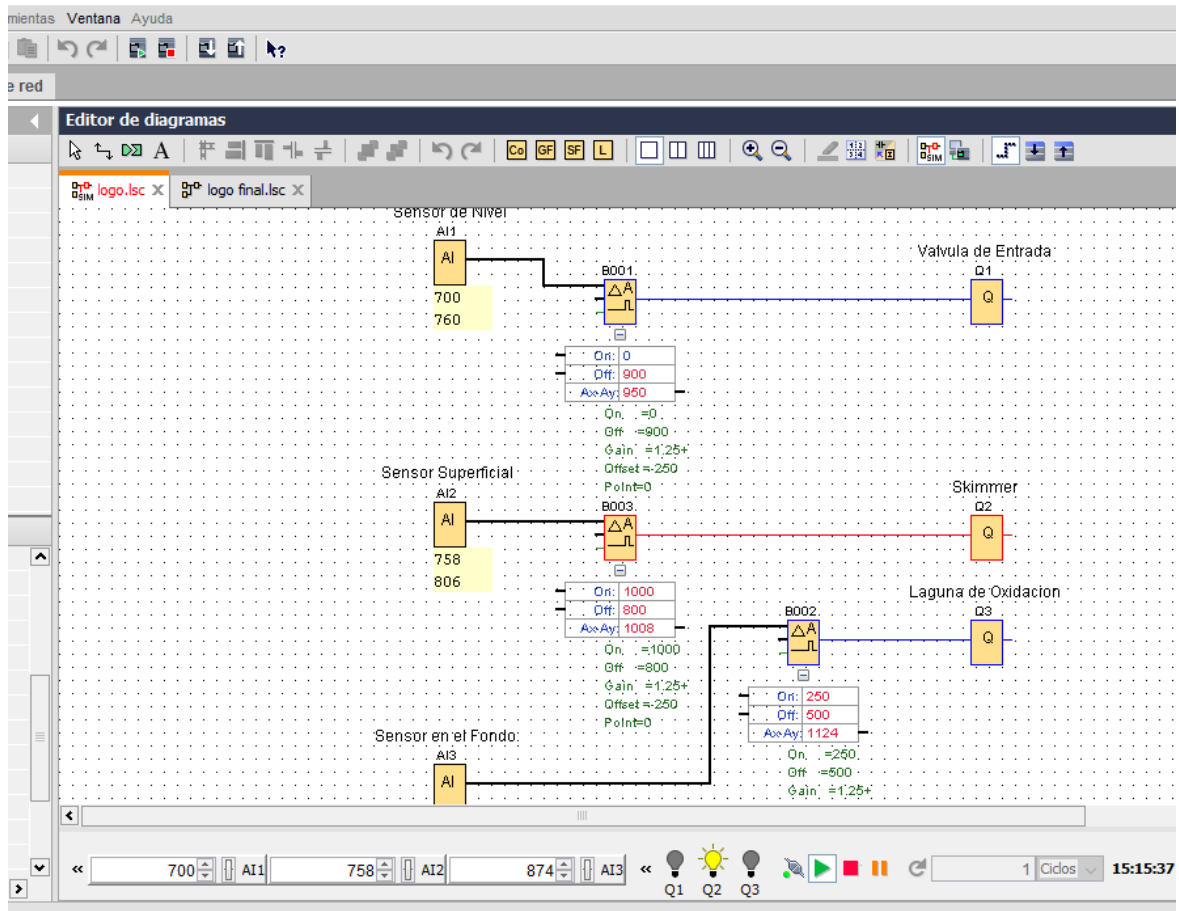 mientas Ventana Ayuda
e red
Editor de diagramas
A Co GF SF L
SIM logo.lsc X logo final.lsc X
Sensor de Nivel
AI1
AI
700
760
B001
A
Valvula de Entrada
Q1
Q
On: 0
Off: 900
Ax-Ay: 950
On =0
Off =900
Gain =1.25+
Offset =-250
Point=0
Sensor Superficial
AI2
AI
758
806
B003
A
Skimmer
Q2
Q
On: 1000
Off: 800
Ax-Ay: 1008
On =1000
Off =800
Gain =1.25+
Offset =-250
Point=0
Laguna de Oxidacion
B002
A
Q3
Q
On: 250
Off: 500
Ax-Ay: 1124
On =250
Off =500
Gain =1.25+
Sensor en el Fondo
AI3
AI
« 700 AI1 758 AI2 874 AI3 « Q1 Q2 Q3 1 Ciclos 15:15:37